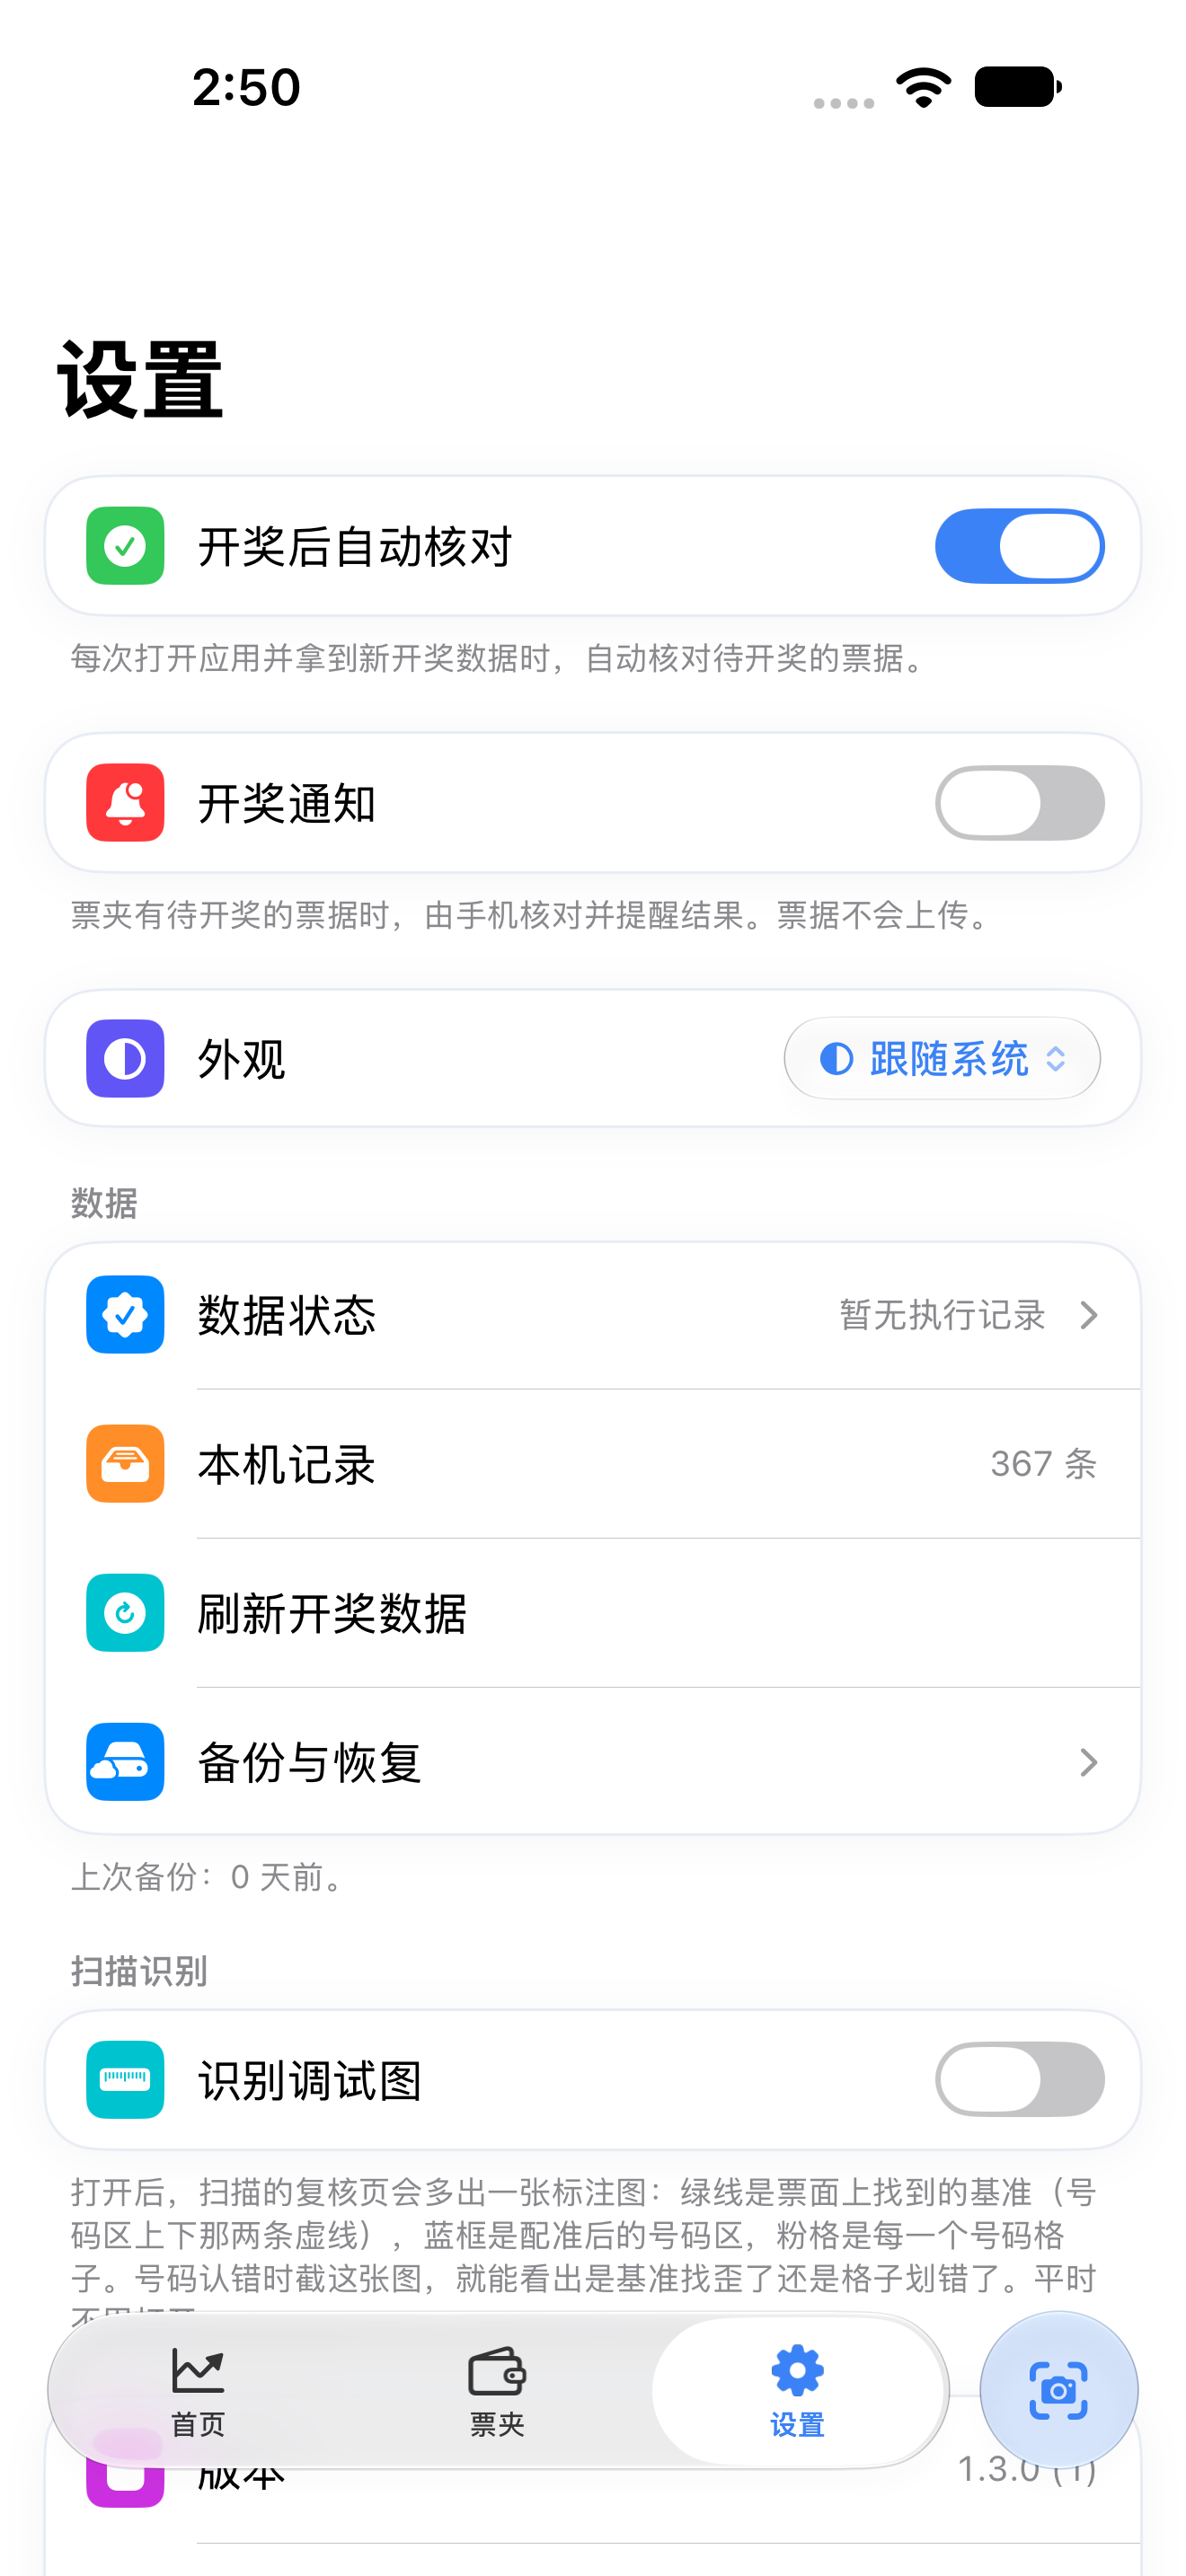 2:50
设置
开奖后自动核对
每次打开应用并拿到新开奖数据时，自动核对待开奖的票据。
开奖通知
票夹有待开奖的票据时，由手机核对并提醒结果。票据不会上传。
外观
跟随系统
数据
数据状态
暂无执行记录
本机记录
367 条
刷新开奖数据
备份与恢复
上次备份：0 天前。
扫描识别
识别调试图
打开后，扫描的复核页会多出一张标注图：绿线是票面上找到的基准（号
码区上下那两条虚线），蓝框是配准后的号码区，粉格是每一个号码格
子。号码认错时截这张图，就能看出是基准找歪了还是格子划错了。平时
首页
票夹
设置
版本
1.3.0 (1)